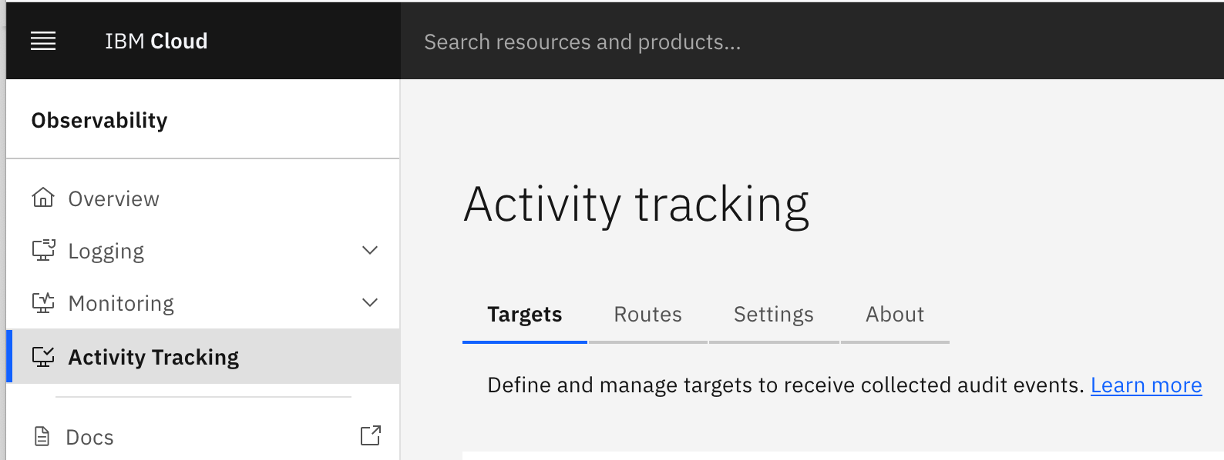 IBM Cloud
Search resources and products...
Observability
Overview
Logging
Monitoring
Activity Tracking
Docs
Activity tracking
Targets Routes Settings About
Define and manage targets to receive collected audit events. Learn more